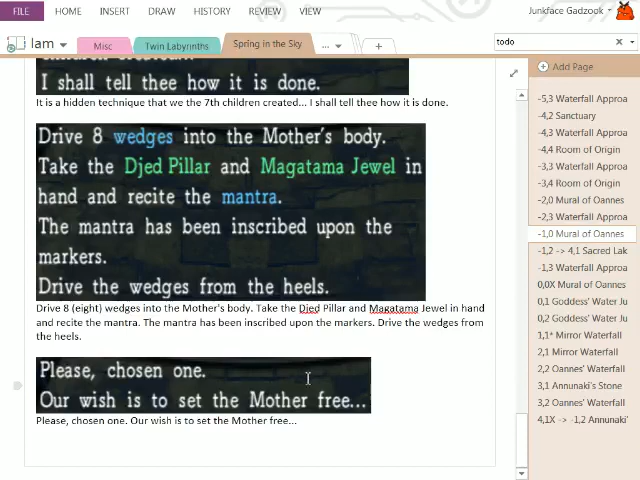 FILE HOME INSERT DRAW HISTORY REVIEW VIEW Junkface Gadzook
lam Misc Twin Labyrinths Spring in the Sky ... + todo
I shall tell thee how it is done.
It is a hidden technique that we the 7th children created... I shall tell thee how it is done.
Drive 8 wedges into the Mother's body.
Take the Djed Pillar and Magatama Jewel in
hand and recite the mantra.
The mantra has been inscribed upon the
markers.
Drive the wedges from the heels.
Drive 8 (eight) wedges into the Mother's body. Take the Djed Pillar and Magatama Jewel in hand
and recite the mantra. The mantra has been inscribed upon the markers. Drive the wedges from
the heels.
Please, chosen one.
Our wish is to set the Mother free...
Please, chosen one. Our wish is to set the Mother free...
Add Page
-5,3 Waterfall Approa
-4,2 Sanctuary
-4,3 Waterfall Approa
-4,4 Room of Origin
-3,3 Waterfall Approa
-3,4 Room of Origin
-2,0 Mural of Oannes
-2,3 Waterfall Approa
-1,0 Mural of Oannes
-1,2 -> 4,1 Sacred Lak
-1,3 Waterfall Approa
0,0X Mural of Oannes
0,1 Goddess' Water Ju
0,2 Goddess' Water Ju
1,1* Mirror Waterfall
2,1 Mirror Waterfall
2,2 Oannes' Waterfall
3,1 Annunaki's Stone
3,2 Oannes' Waterfall
4,1X -> -1,2 Annunaki'